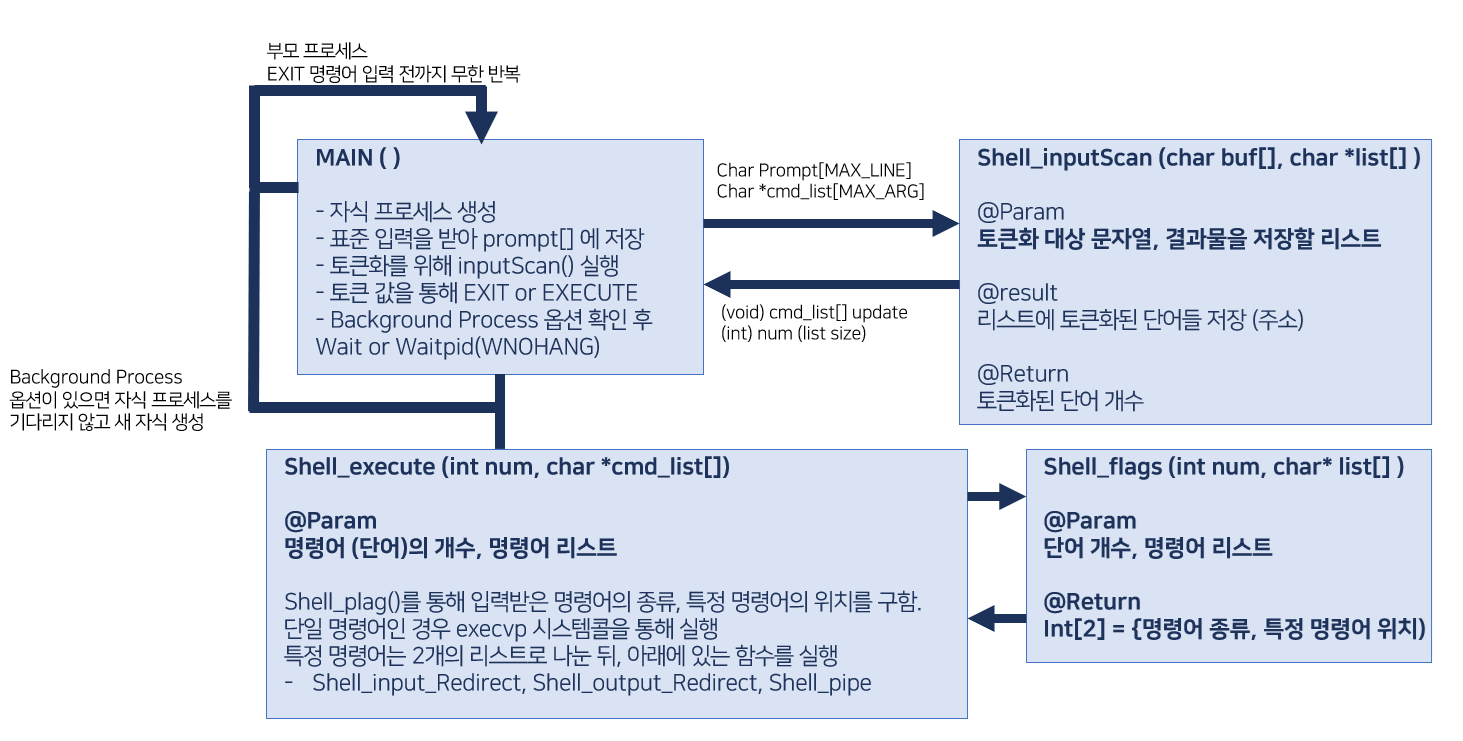 부모 프로세스
EXIT 명령어 입력 전까지 무한 반복
MAIN ( )
- 자식 프로세스 생성
- 표준 입력을 받아 prompt[] 에 저장
- 토큰화를 위해 inputScan() 실행
- 토큰 값을 통해 EXIT or EXECUTE
- Background Process 옵션 확인 후
Wait or Waitpid(WNOHANG)
Char Prompt[MAX_LINE]
Char *cmd_list[MAX_ARG]
(void) cmd_list[] update
(int) num (list size)
Shell_inputScan (char buf[], char *list[] )
@Param
토큰화 대상 문자열, 결과물을 저장할 리스트
@result
리스트에 토큰화된 단어들 저장 (주소)
@Return
토큰화된 단어 개수
Background Process
옵션이 있으면 자식 프로세스를
기다리지 않고 새 자식 생성
Shell_execute (int num, char *cmd_list[])
@Param
명령어 (단어)의 개수, 명령어 리스트
Shell_plag()를 통해 입력받은 명령어의 종류, 특정 명령어의 위치를 구함.
단일 명령어인 경우 execvp 시스템콜을 통해 실행
특정 명령어는 2개의 리스트로 나눈 뒤, 아래에 있는 함수를 실행
- Shell_input_Redirect, Shell_output_Redirect, Shell_pipe
Shell_flags (int num, char* list[] )
@Param
단어 개수, 명령어 리스트
@Return
Int[2] = {명령어 종류, 특정 명령어 위치)